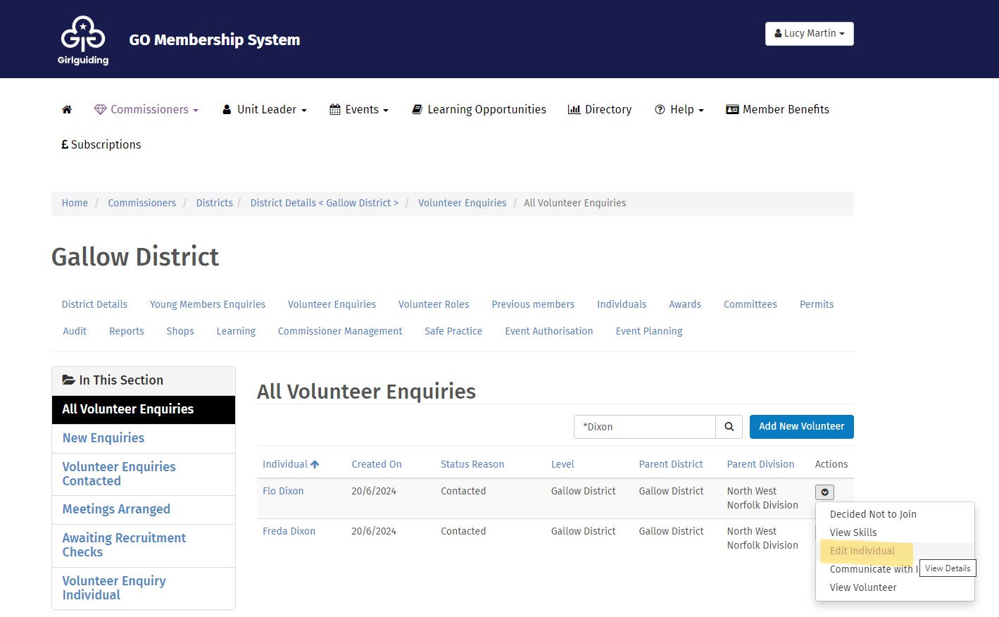 Girlguiding
GO Membership System
Lucy Martin
Commissioners
Unit Leader
Events
Learning Opportunities
Directory
Help
Member Benefits
£ Subscriptions
Home / Commissioners / Districts / District Details < Gallow District > / Volunteer Enquiries / All Volunteer Enquiries
Gallow District
District Details
Young Members Enquiries
Volunteer Enquiries
Volunteer Roles
Previous members
Individuals
Awards
Committees
Permits
Audit
Reports
Shops
Learning
Commissioner Management
Safe Practice
Event Authorisation
Event Planning
In This Section
All Volunteer Enquiries
New Enquiries
Volunteer Enquiries
Contacted
Meetings Arranged
Awaiting Recruitment
Checks
Volunteer Enquiry
Individual
All Volunteer Enquiries
*Dixon
Add New Volunteer
Individual Created On Status Reason Level Parent District Parent Division Actions
Flo Dixon 20/6/2024 Contacted Gallow District Gallow District North West
Norfolk Division
Freda Dixon 20/6/2024 Contacted Gallow District Gallow District North West
Norfolk Division
Decided Not to Join
View Skills
Edit Individual
Communicate with
View Details
View Volunteer